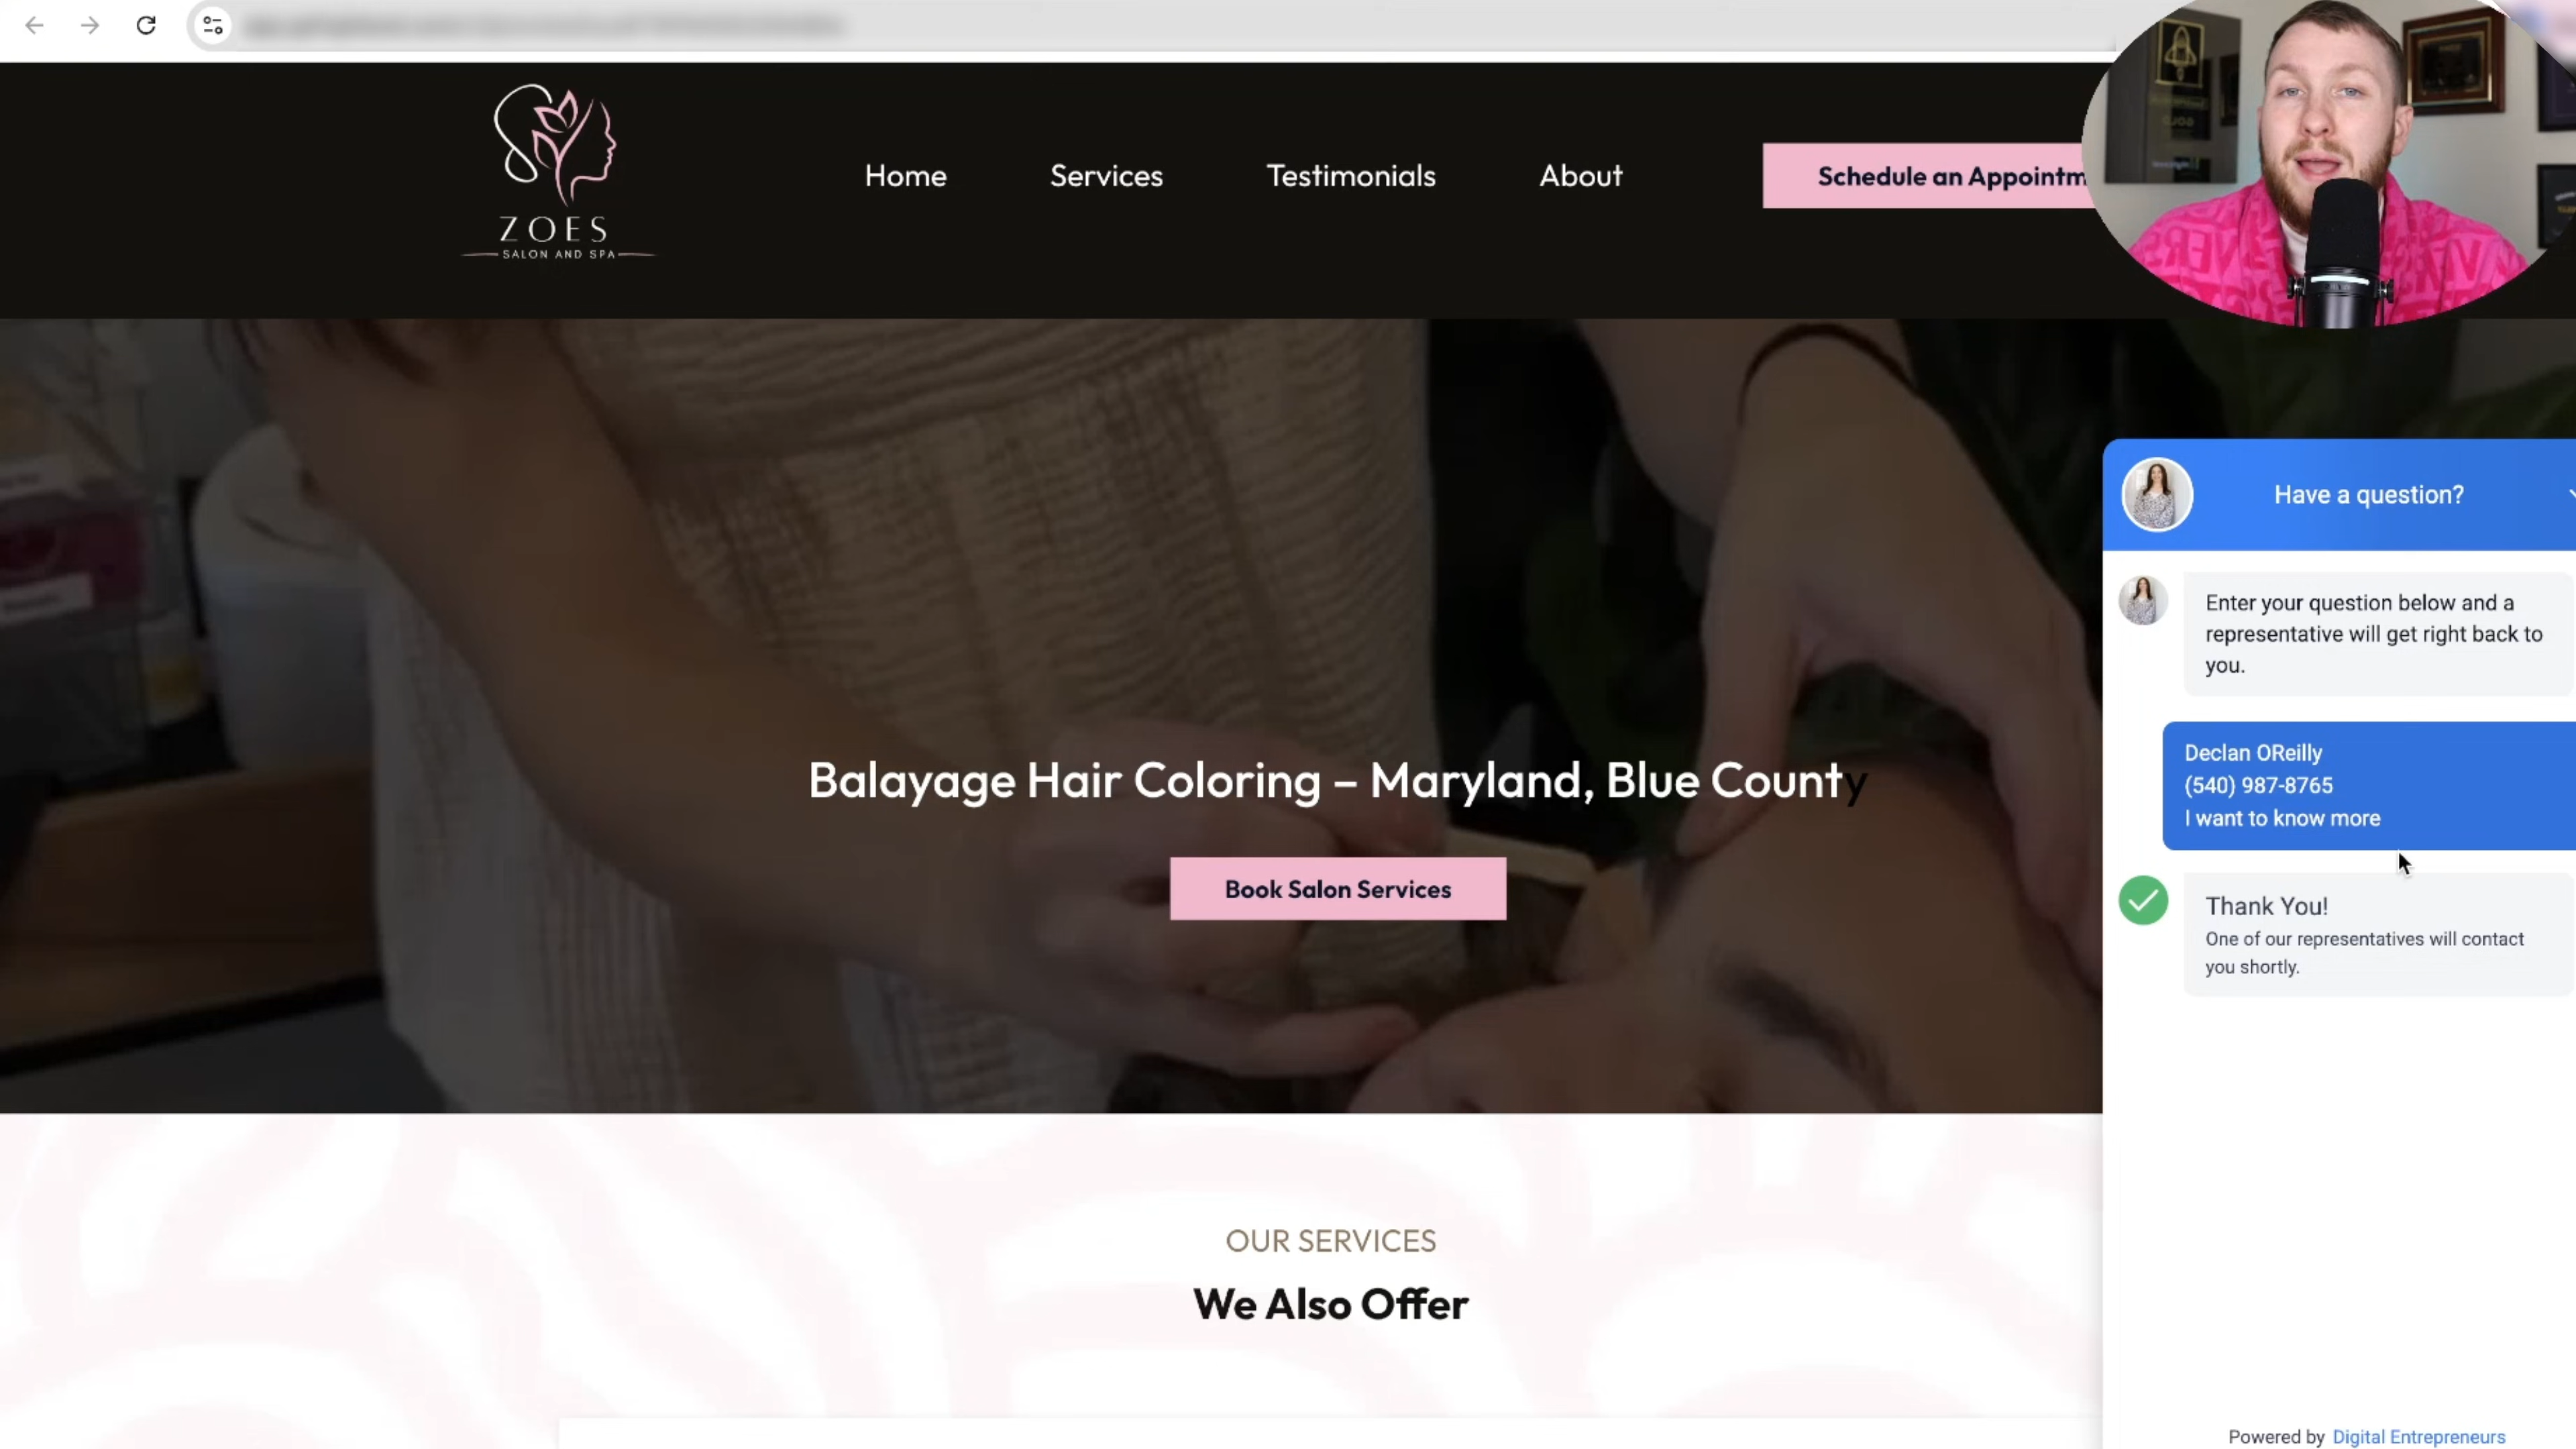 ZOES
SALON AND SPA
Home
Services
Testimonials
About
Schedule an Appointm
Balayage Hair Coloring – Maryland, Blue County
Book Salon Services
OUR SERVICES
We Also Offer
Have a question?
Enter your question below and a
representative will get right back to
you.
Declan OReilly
(540) 987-8765
I want to know more
Thank You!
One of our representatives will contact
you shortly.
Powered by Digital Entrepreneurs